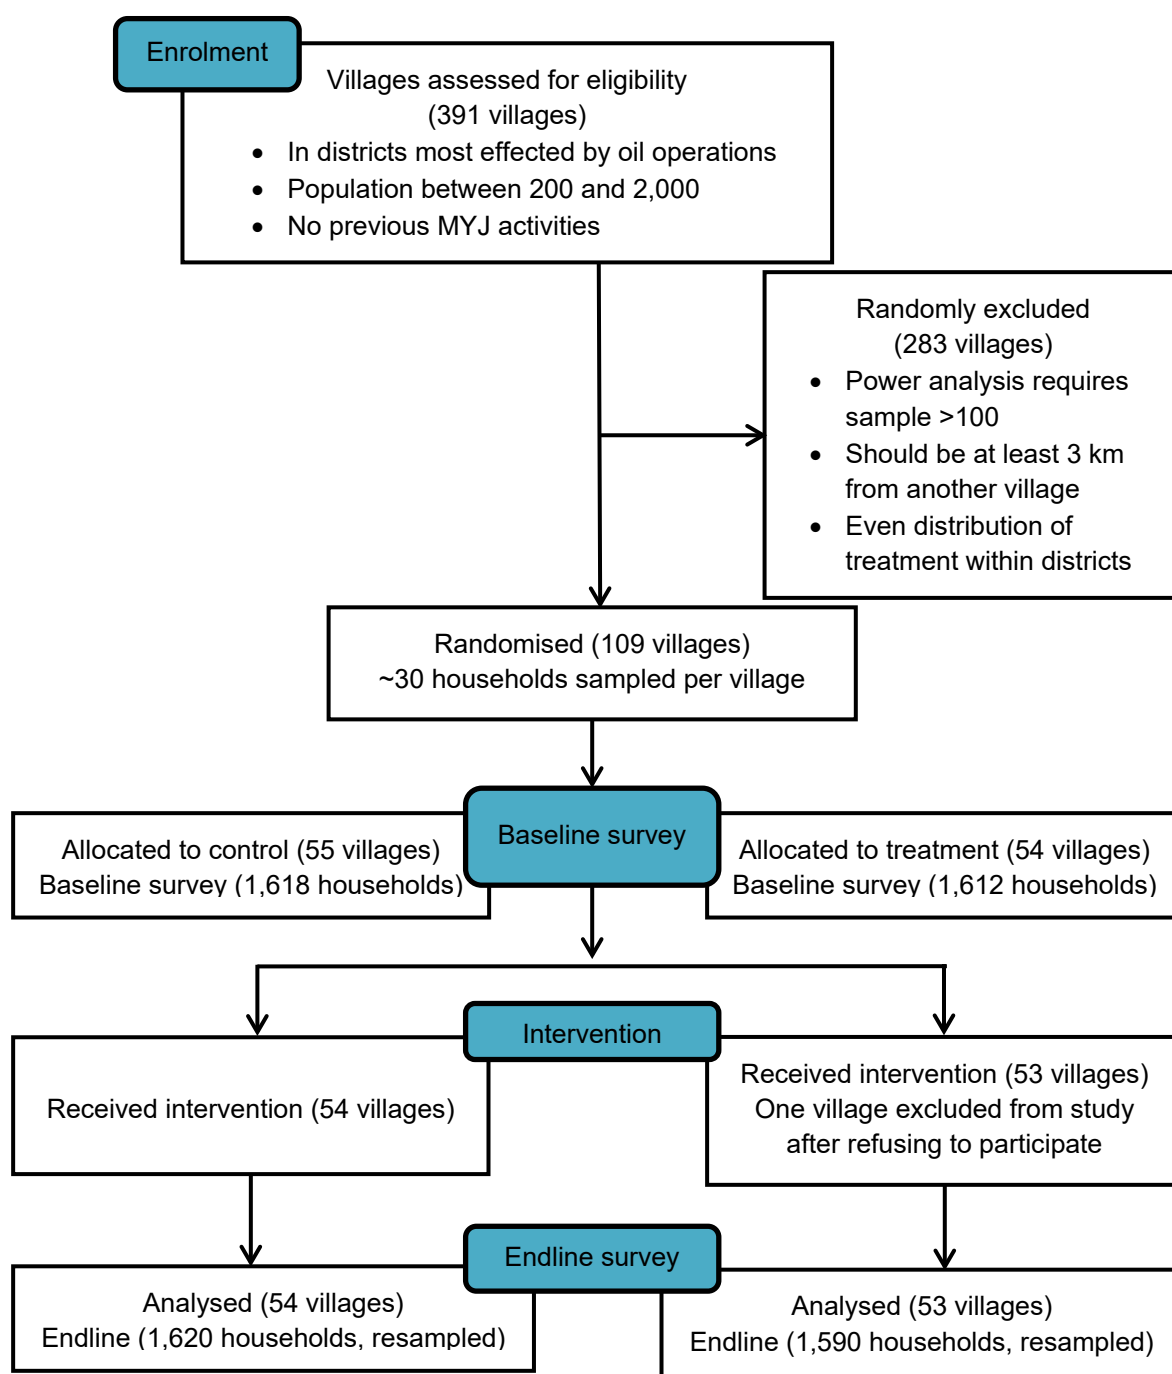 Enrolment
Villages assessed for eligibility
(391 villages)
• In districts most effected by oil operations
• Population between 200 and 2,000
• No previous MYJ activities
Randomly excluded
(283 villages)
• Power analysis requires
sample >100
• Should be at least 3 km
from another village
• Even distribution of
treatment within districts
Randomised (109 villages)
~30 households sampled per village
Baseline survey
Allocated to control (55 villages)
Baseline survey (1,618 households)
Allocated to treatment (54 villages)
Baseline survey (1,612 households)
Intervention
Received intervention (54 villages)
Received intervention (53 villages)
One village excluded from study
after refusing to participate
Endline survey
Analysed (54 villages)
Endline (1,620 households, resampled)
Analysed (53 villages)
Endline (1,590 households, resampled)